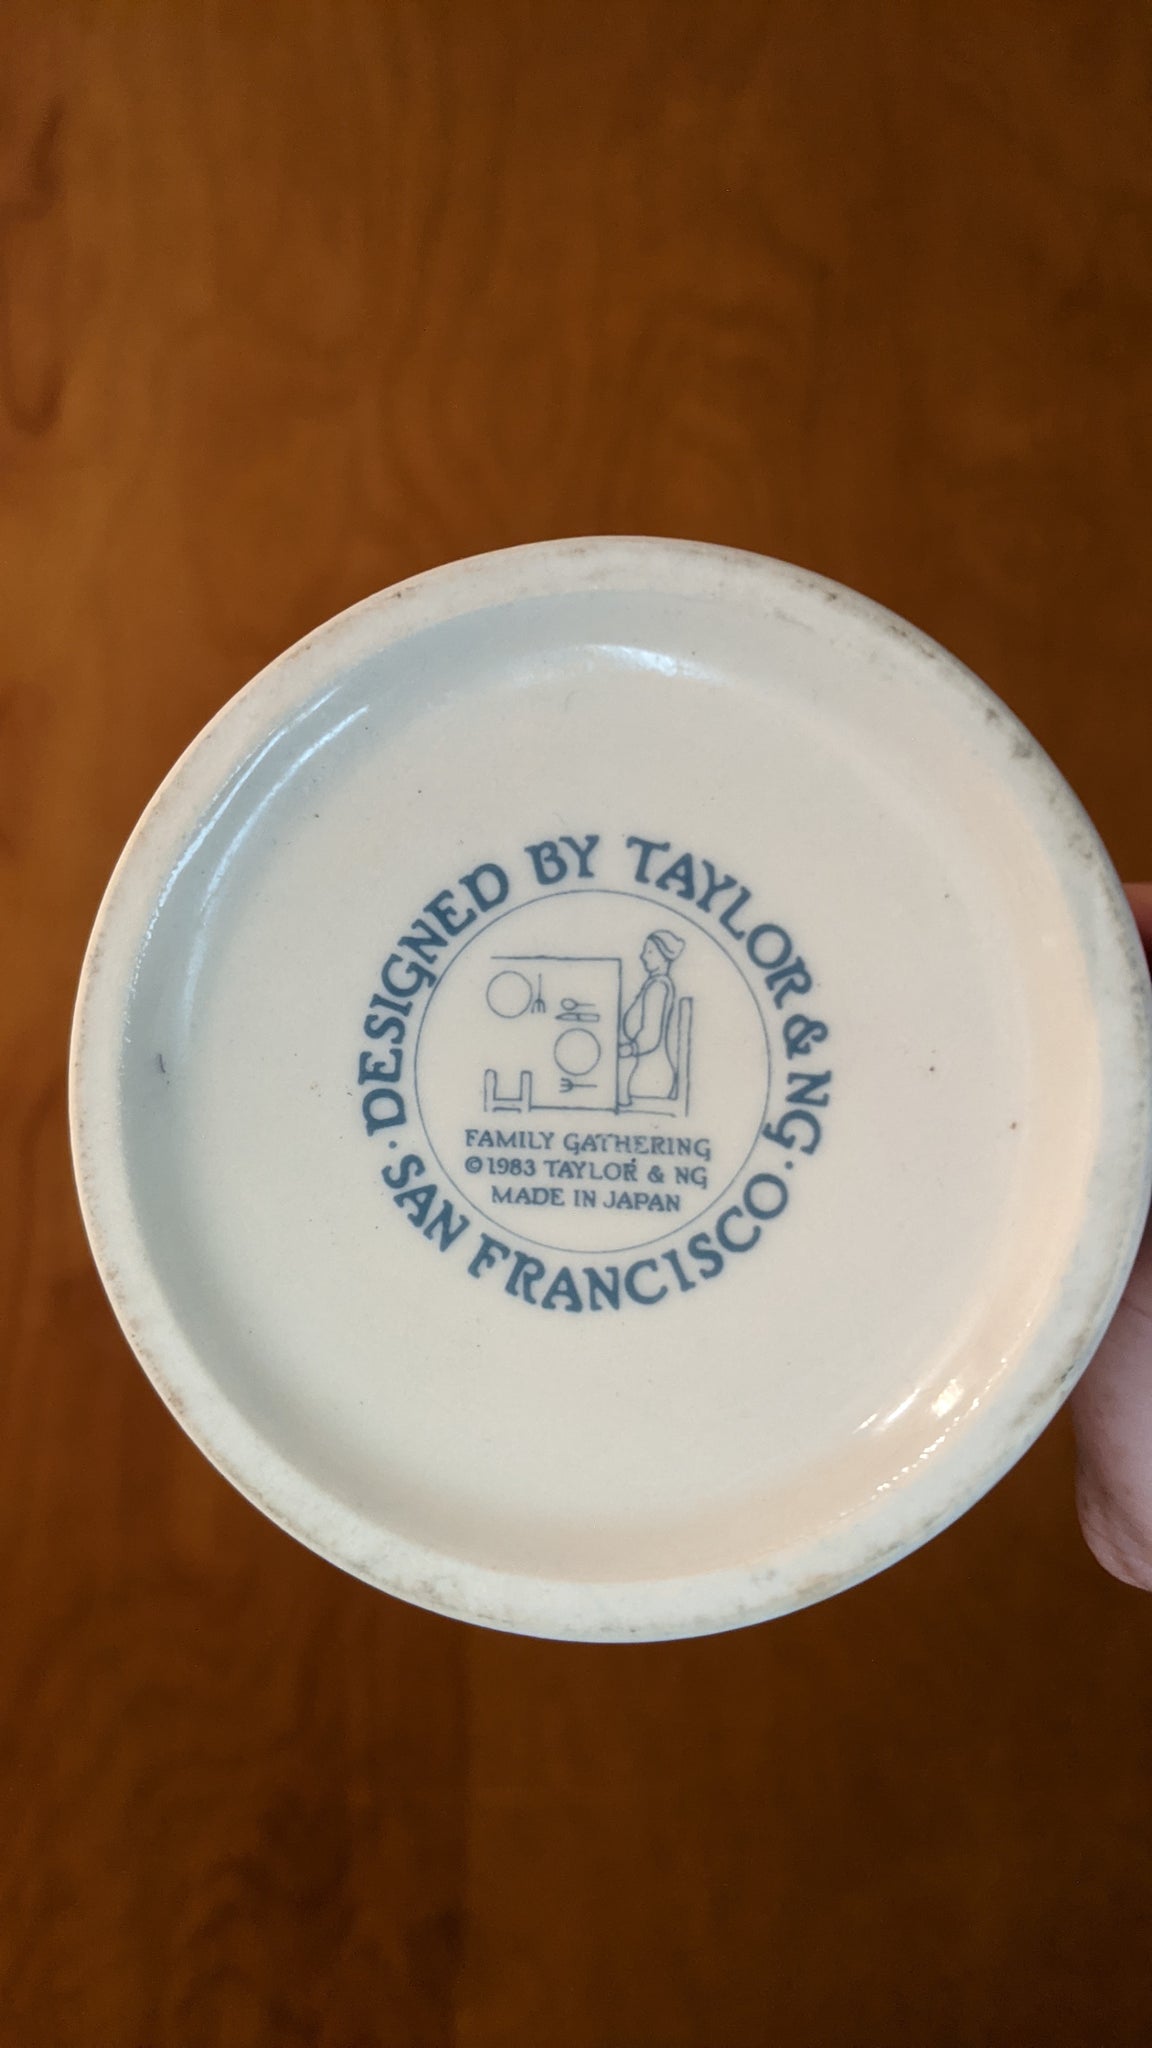 ·DESIGNED BY TAYLOR & NG·
SAN FRANCISCO
FAMILY GATHERING
©1983 TAYLOR & NG
MADE IN JAPAN